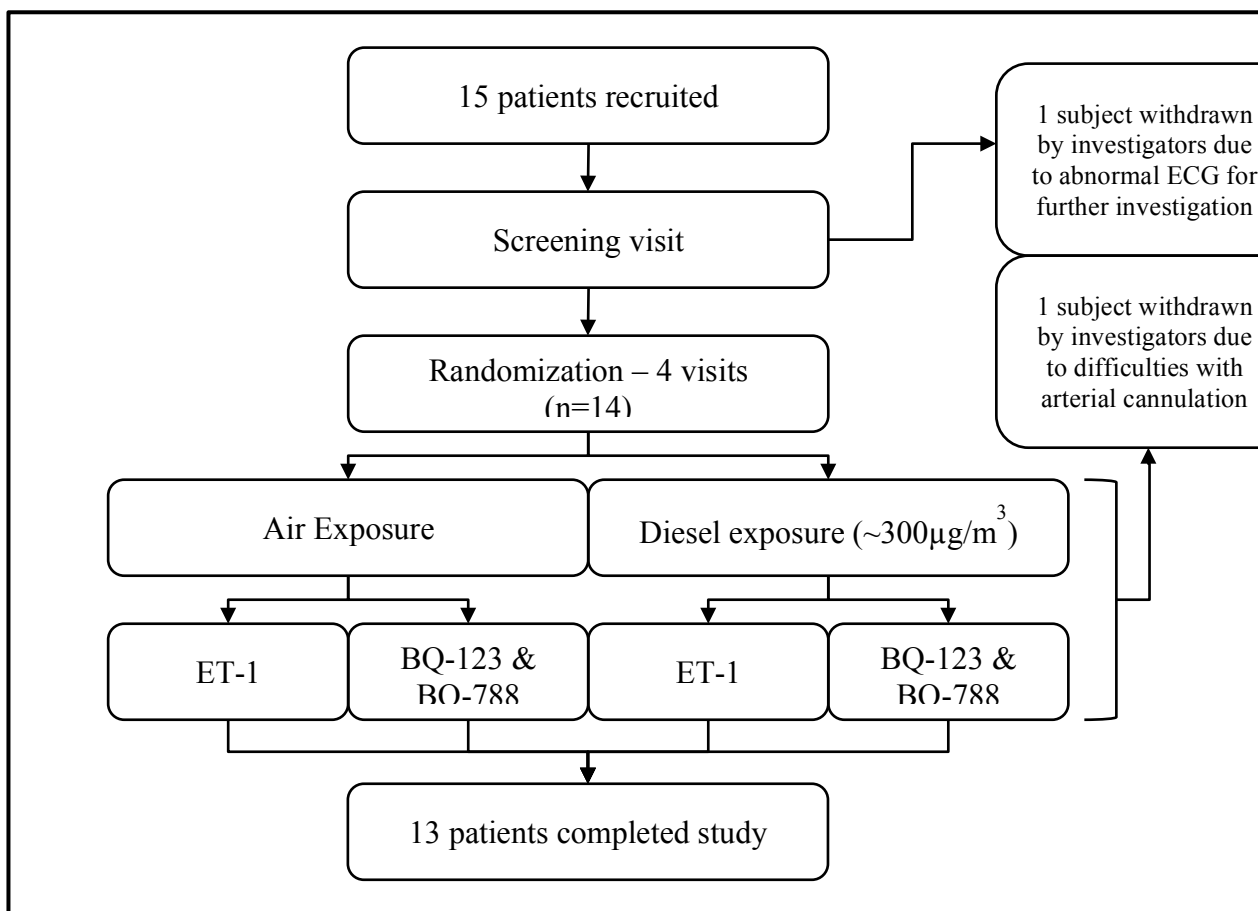 15 patients recruited
1 subject withdrawn
by investigators due
to abnormal ECG for
further investigation
Screening visit
1 subject withdrawn
by investigators due
to difficulties with
arterial cannulation
Randomization – 4 visits
(n=14)
Air Exposure
Diesel exposure (~300µg/m³)
ET-1
BQ-123 &
BQ-788
ET-1
BQ-123 &
BQ-788
13 patients completed study